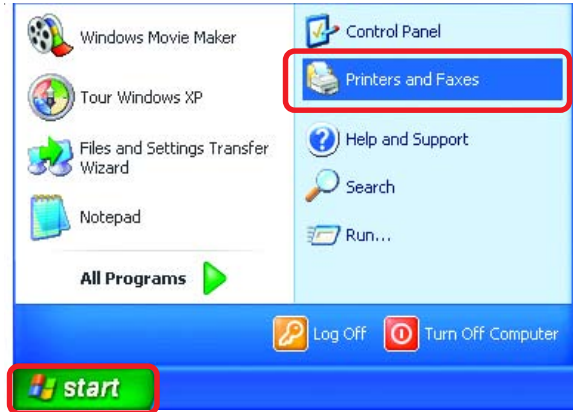 Windows Movie Maker
Tour Windows XP
Files and Settings Transfer
Wizard
Notepad
All Programs
Control Panel
Printers and Faxes
Help and Support
Search
Run...
Log Off
Turn Off Computer
start